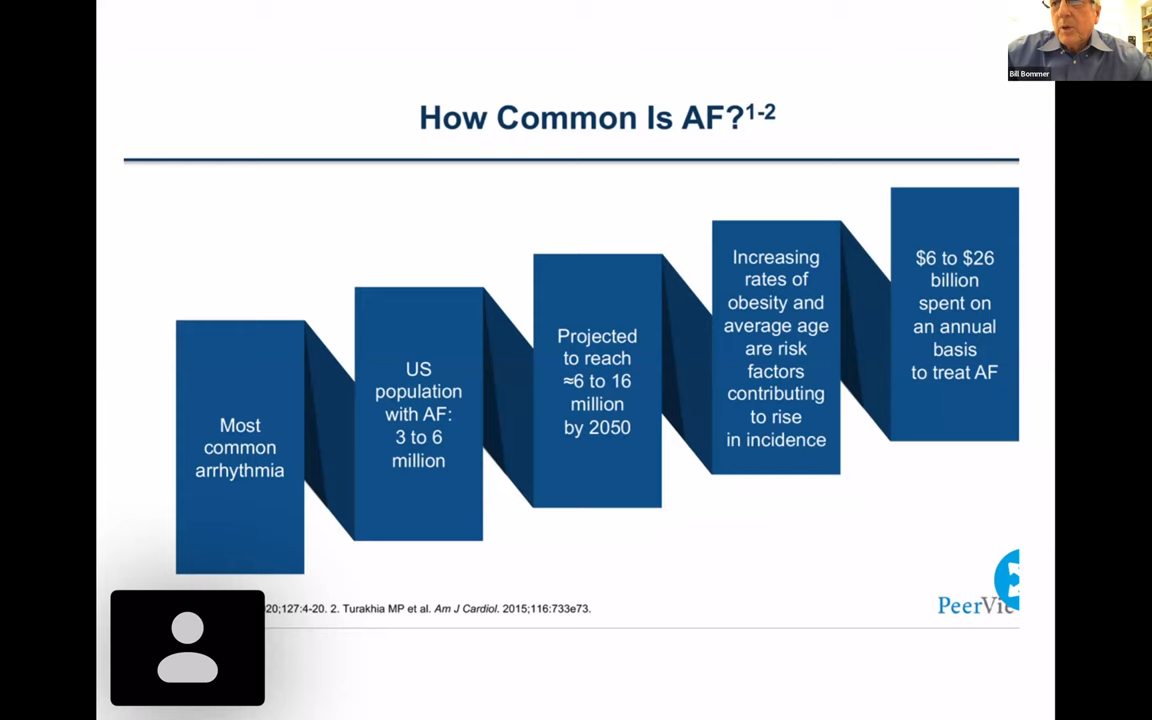 Bill Bommer
How Common Is AF?1-2
Most
common
arrhythmia
US
population
with AF:
3 to 6
million
Projected
to reach
≈6 to 16
million
by 2050
Increasing
rates of
obesity and
average age
are risk
factors
contributing
to rise
in incidence
$6 to $26
billion
spent on
an annual
basis
to treat AF
20;127:4-20. 2. Turakhia MP et al. Am J Cardiol. 2015;116:733e73.
PeerVie